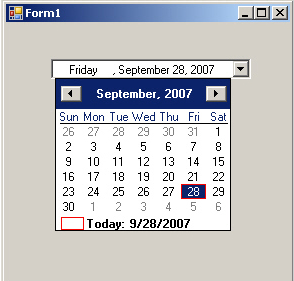 Form1
Friday , September 28, 2007
September, 2007
Sun Mon Tue Wed Thu Fri Sat
26 27 28 29 30 31 1
2 3 4 5 6 7 8
9 10 11 12 13 14 15
16 17 18 19 20 21 22
23 24 25 26 27 28 29
30 1 2 3 4 5 6
Today: 9/28/2007